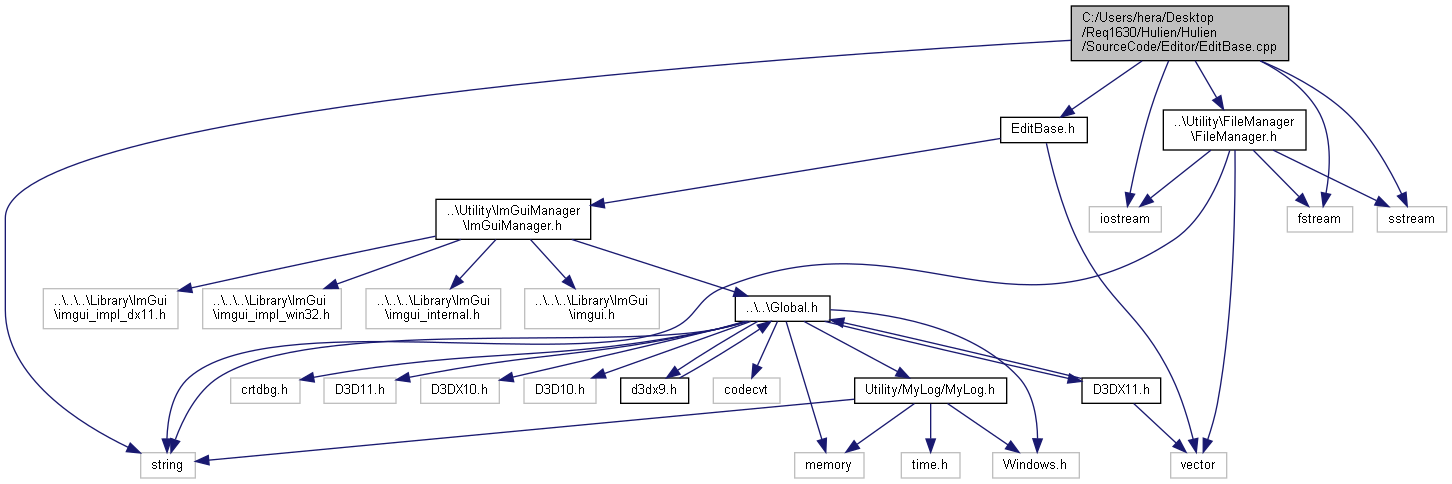 C:/Users/hera/Desktop
/Req1630/Hulien/Hulien
/SourceCode/Editor/EditBase.cpp
EditBase.h
..\Utility\FileManager
\FileManager.h
..\Utility\ImGuiManager
\ImGuiManager.h
iostream
fstream
sstream
..\..\..\Library\ImGui
\imgui_impl_dx11.h
..\..\..\Library\ImGui
\imgui_impl_win32.h
..\..\..\Library\ImGui
\imgui_internal.h
..\..\..\Library\ImGui
\imgui.h
..\..\Global.h
crtdbg.h
D3D11.h
D3DX10.h
D3D10.h
d3dx9.h
codecvt
Utility/MyLog/MyLog.h
D3DX11.h
string
memory
time.h
Windows.h
vector